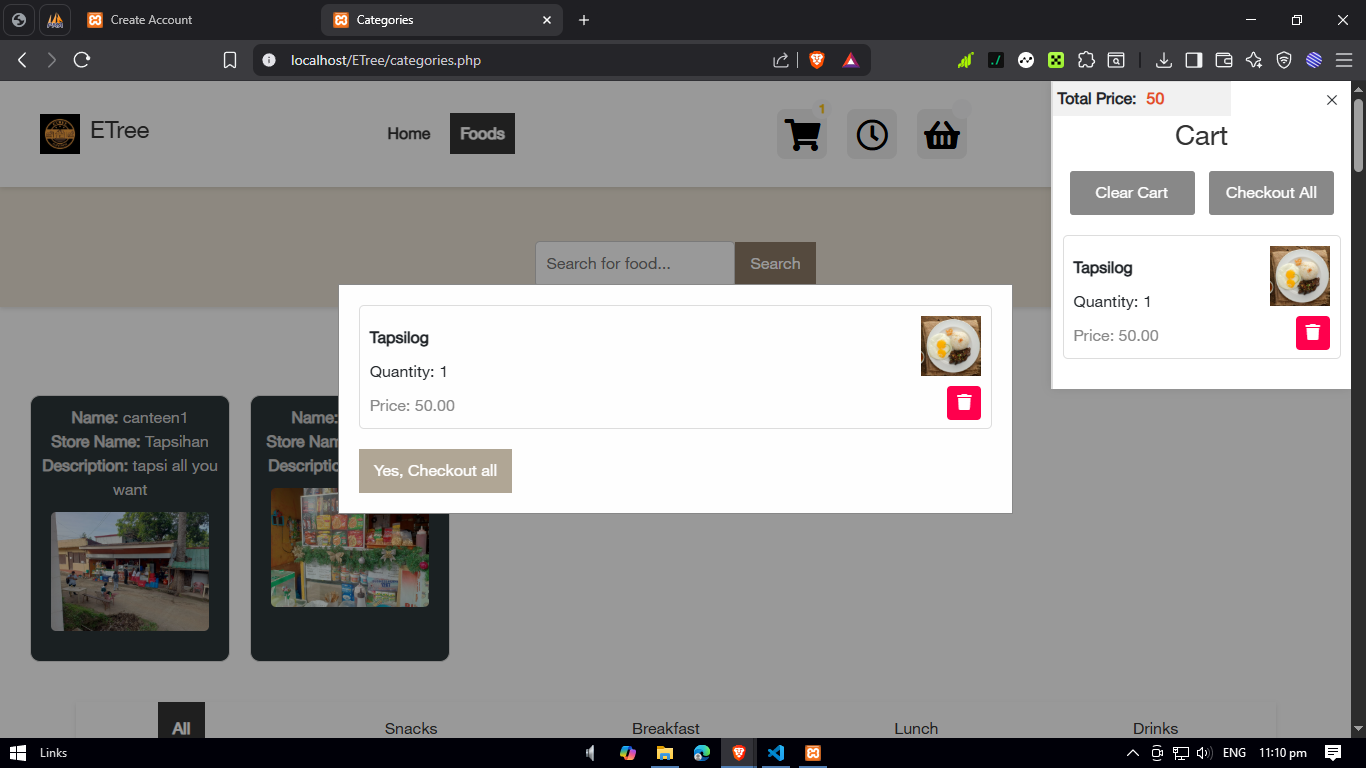 Create Account
Categories
localhost/ETree/categories.php
Total Price: 50
ETree
Home
Foods
1
Cart
Clear Cart
Checkout All
Search for food...
Search
Tapsilog
Quantity: 1
Price: 50.00
Tapsilog
Quantity: 1
Price: 50.00
Yes, Checkout all
Name: canteen1
Store Name: Tapsihan
Description: tapsi all you
want
Name:
All
Snacks
Breakfast
Lunch
Drinks
Links
ENG
11:10 pm